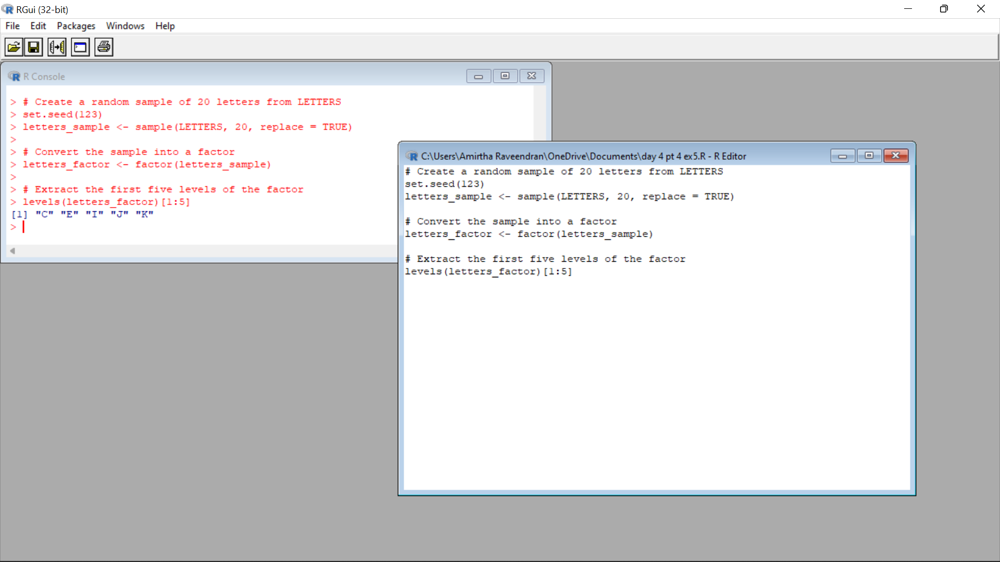 RGui (32-bit)
File Edit Packages Windows Help
R Console
> # Create a random sample of 20 letters from LETTERS
> set.seed(123)
> letters_sample <- sample(LETTERS, 20, replace = TRUE)
>
> # Convert the sample into a factor
> letters_factor <- factor(letters_sample)
>
> # Extract the first five levels of the factor
> levels(letters_factor)[1:5]
[1] "C" "E" "I" "J" "K"
>
C:\Users\Amirtha Raveendran\OneDrive\Documents\day 4 pt 4 ex5.R - R Editor
# Create a random sample of 20 letters from LETTERS
set.seed(123)
letters_sample <- sample(LETTERS, 20, replace = TRUE)
# Convert the sample into a factor
letters_factor <- factor(letters_sample)
# Extract the first five levels of the factor
levels(letters_factor)[1:5]